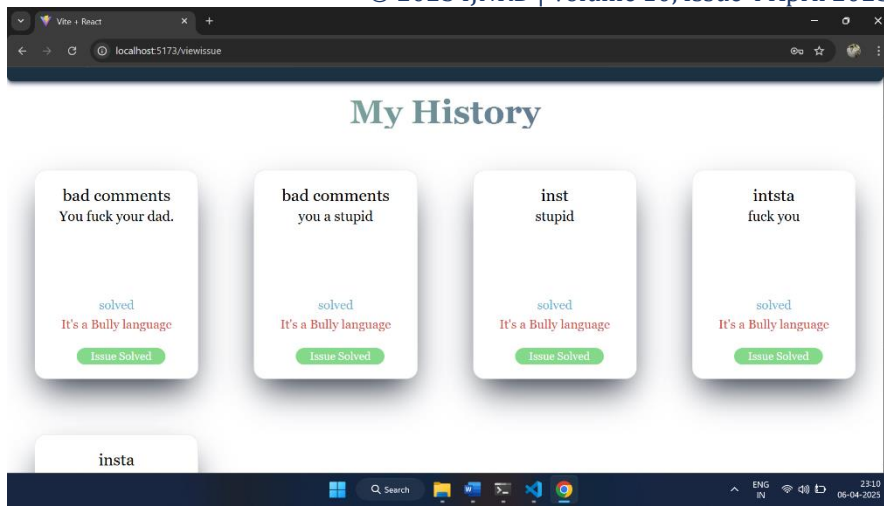 © 2025 IJNRD | Volume 10, Issue 4 April 2025
Vite + React
localhost:5173/viewissue
My History
bad comments
You fuck your dad.
solved
It's a Bully language
Issue Solved
bad comments
you a stupid
solved
It's a Bully language
Issue Solved
inst
stupid
solved
It's a Bully language
Issue Solved
intsta
fuck you
solved
It's a Bully language
Issue Solved
insta
Search
ENG
IN
23:10
06-04-2025